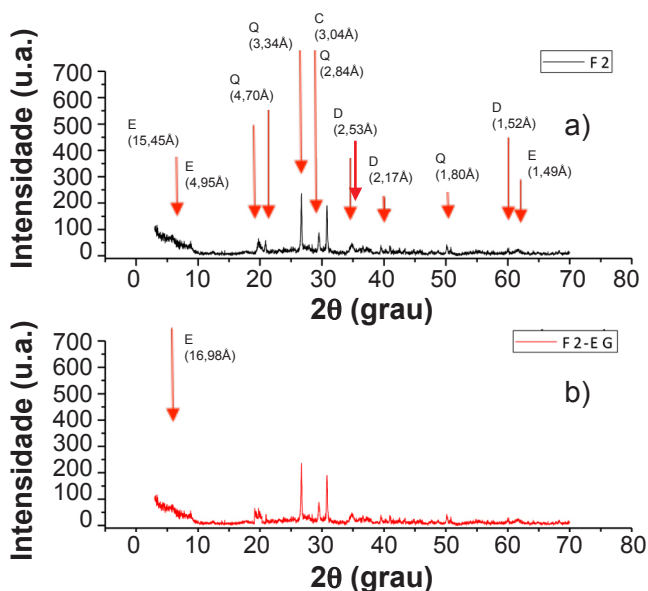 Intensidade (u.a.)
700
600
500
400
300
200
100
0
E
(15,45Å)
E
(4,95Å)
Q
(4,70Å)
Q
(3,34Å)
C
(3,04Å)
Q
(2,84Å)
D
(2,53Å)
D
(2,17Å)
Q
(1,80Å)
D
(1,52Å)
E
(1,49Å)
F 2
a)
0 10 20 30 40 50 60 70 80
2θ (grau)
Intensidade (u.a.)
700
600
500
400
300
200
100
0
E
(16,98Å)
F 2-E G
b)
0 10 20 30 40 50 60 70 80
2θ (grau)